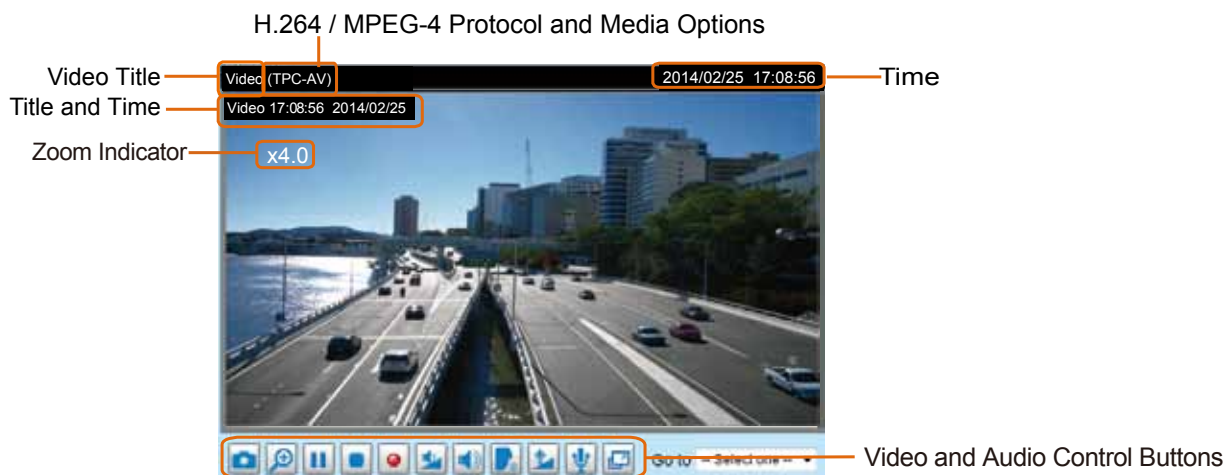 H.264 / MPEG-4 Protocol and Media Options
Video Title
Video (TPC-AV)
2014/02/25 17:08:56
Time
Title and Time
Video 17:08:56 2014/02/25
Zoom Indicator
x4.0
Go to
-- Select one --
Video and Audio Control Buttons